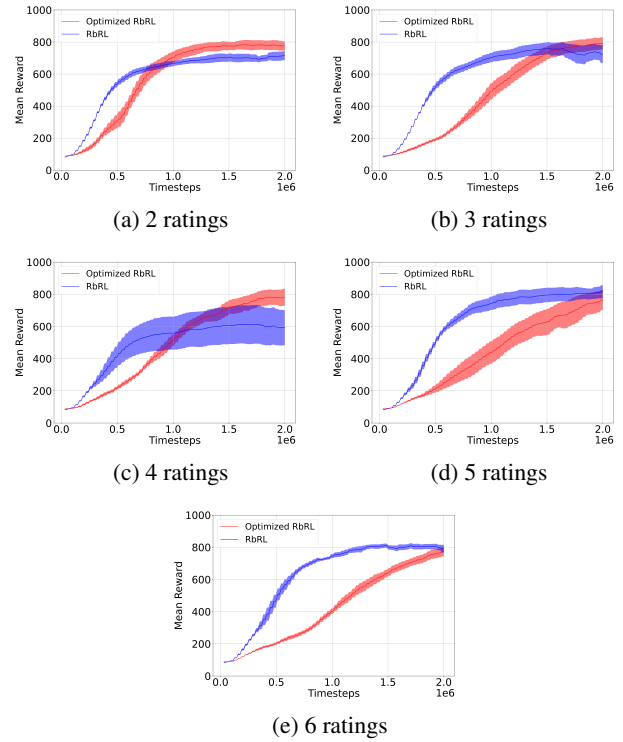 1000
800
600
400
200
0
Mean Reward
Optimized RbRL
RbRL
0.0 0.5 1.0 1.5 2.0
Timesteps 1e6
(a) 2 ratings
1000
800
600
400
200
0
Mean Reward
Optimized RbRL
RbRL
0.0 0.5 1.0 1.5 2.0
Timesteps 1e6
(b) 3 ratings
1000
800
600
400
200
0
Mean Reward
Optimized RbRL
RbRL
0.0 0.5 1.0 1.5 2.0
Timesteps 1e6
(c) 4 ratings
1000
800
600
400
200
0
Mean Reward
Optimized RbRL
RbRL
0.0 0.5 1.0 1.5 2.0
Timesteps 1e6
(d) 5 ratings
1000
800
600
400
200
0
Mean Reward
Optimized RbRL
RbRL
0.0 0.5 1.0 1.5 2.0
Timesteps 1e6
(e) 6 ratings